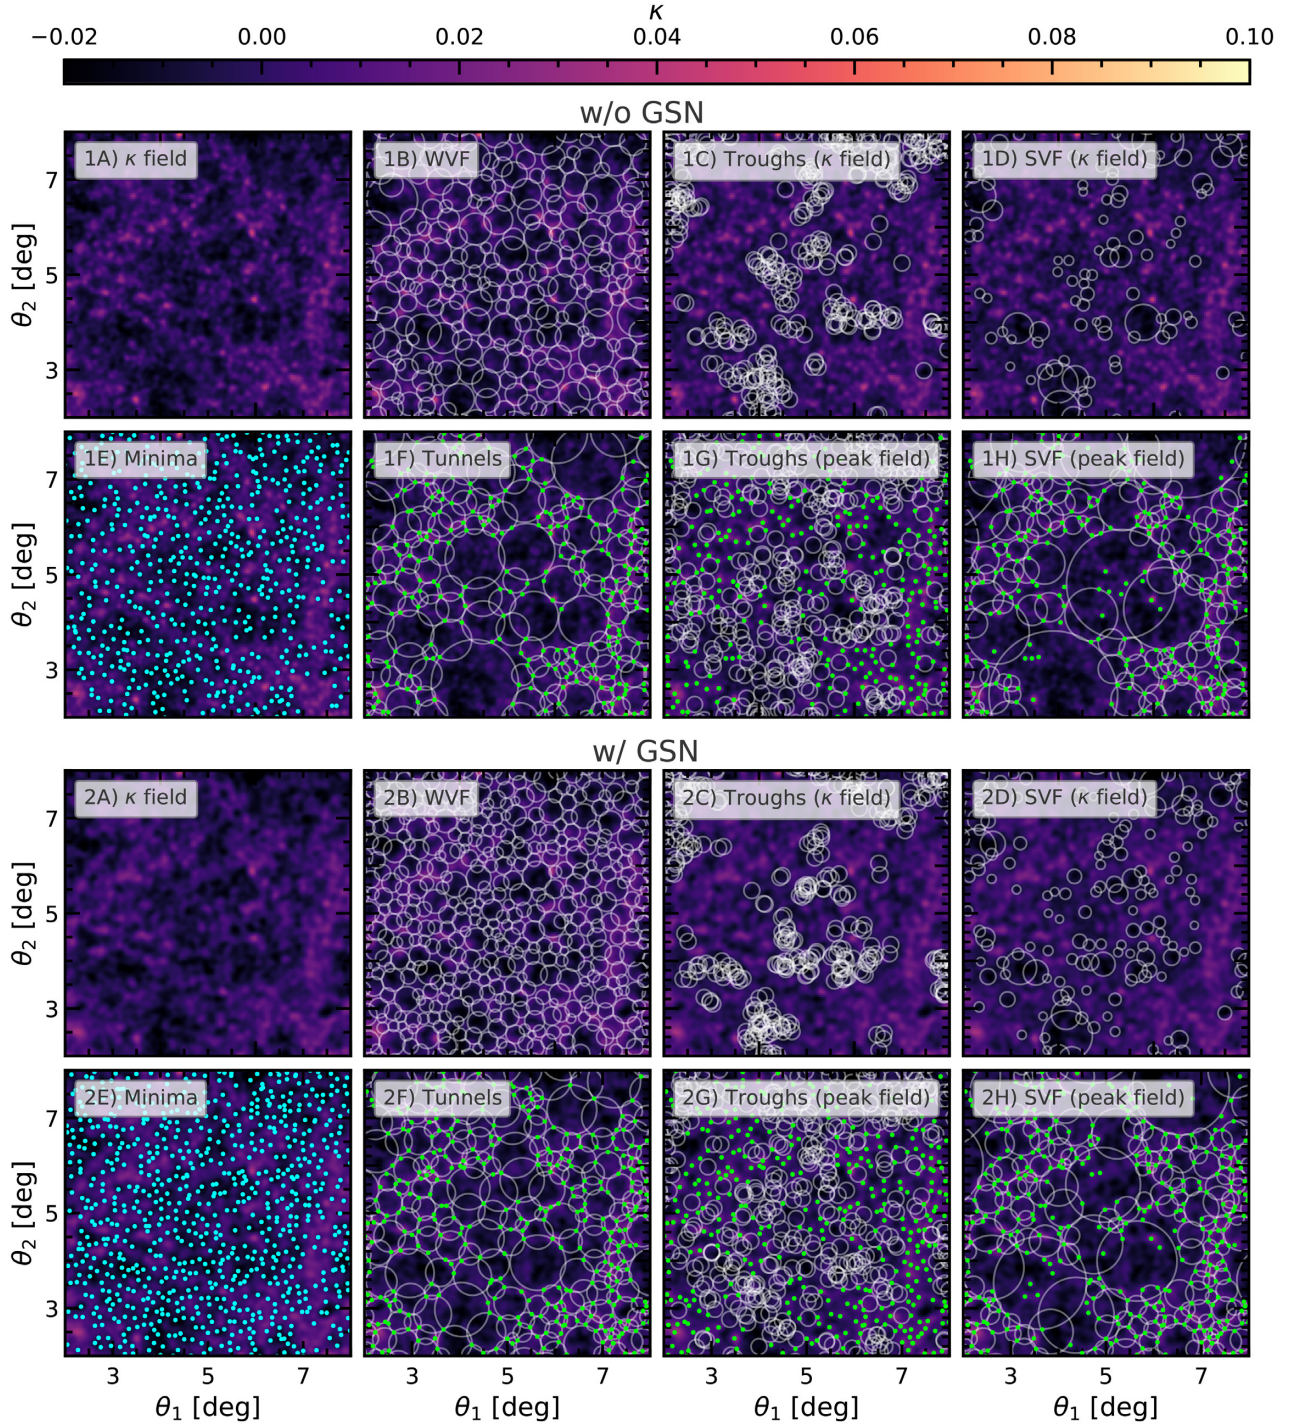 κ
−0.02 0.00 0.02 0.04 0.06 0.08 0.10
w/o GSN
1A) κ field 1B) WVF 1C) Troughs (κ field) 1D) SVF (κ field)
7
5
3
θ₂ [deg]
1E) Minima 1F) Tunnels 1G) Troughs (peak field) 1H) SVF (peak field)
7
5
3
θ₂ [deg]
w/ GSN
2A) κ field 2B) WVF 2C) Troughs (κ field) 2D) SVF (κ field)
7
5
3
θ₂ [deg]
2E) Minima 2F) Tunnels 2G) Troughs (peak field) 2H) SVF (peak field)
7
5
3
θ₂ [deg]
3 5 7 3 5 7 3 5 7 3 5 7
θ₁ [deg] θ₁ [deg] θ₁ [deg] θ₁ [deg]